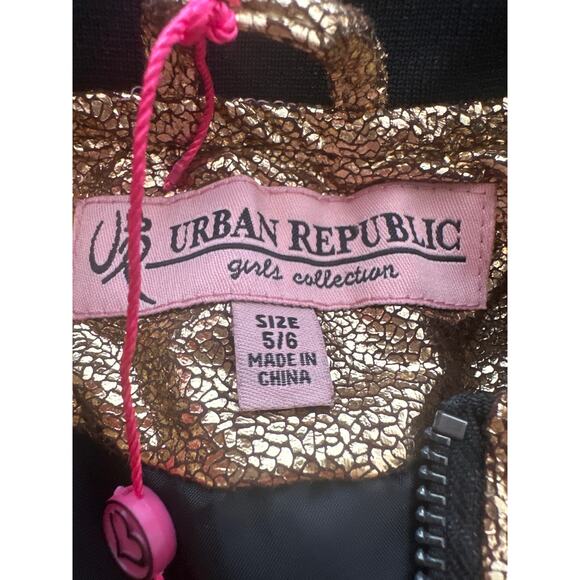 UR URBAN REPUBLIC
girls collection
SIZE
5/6
MADE IN
CHINA